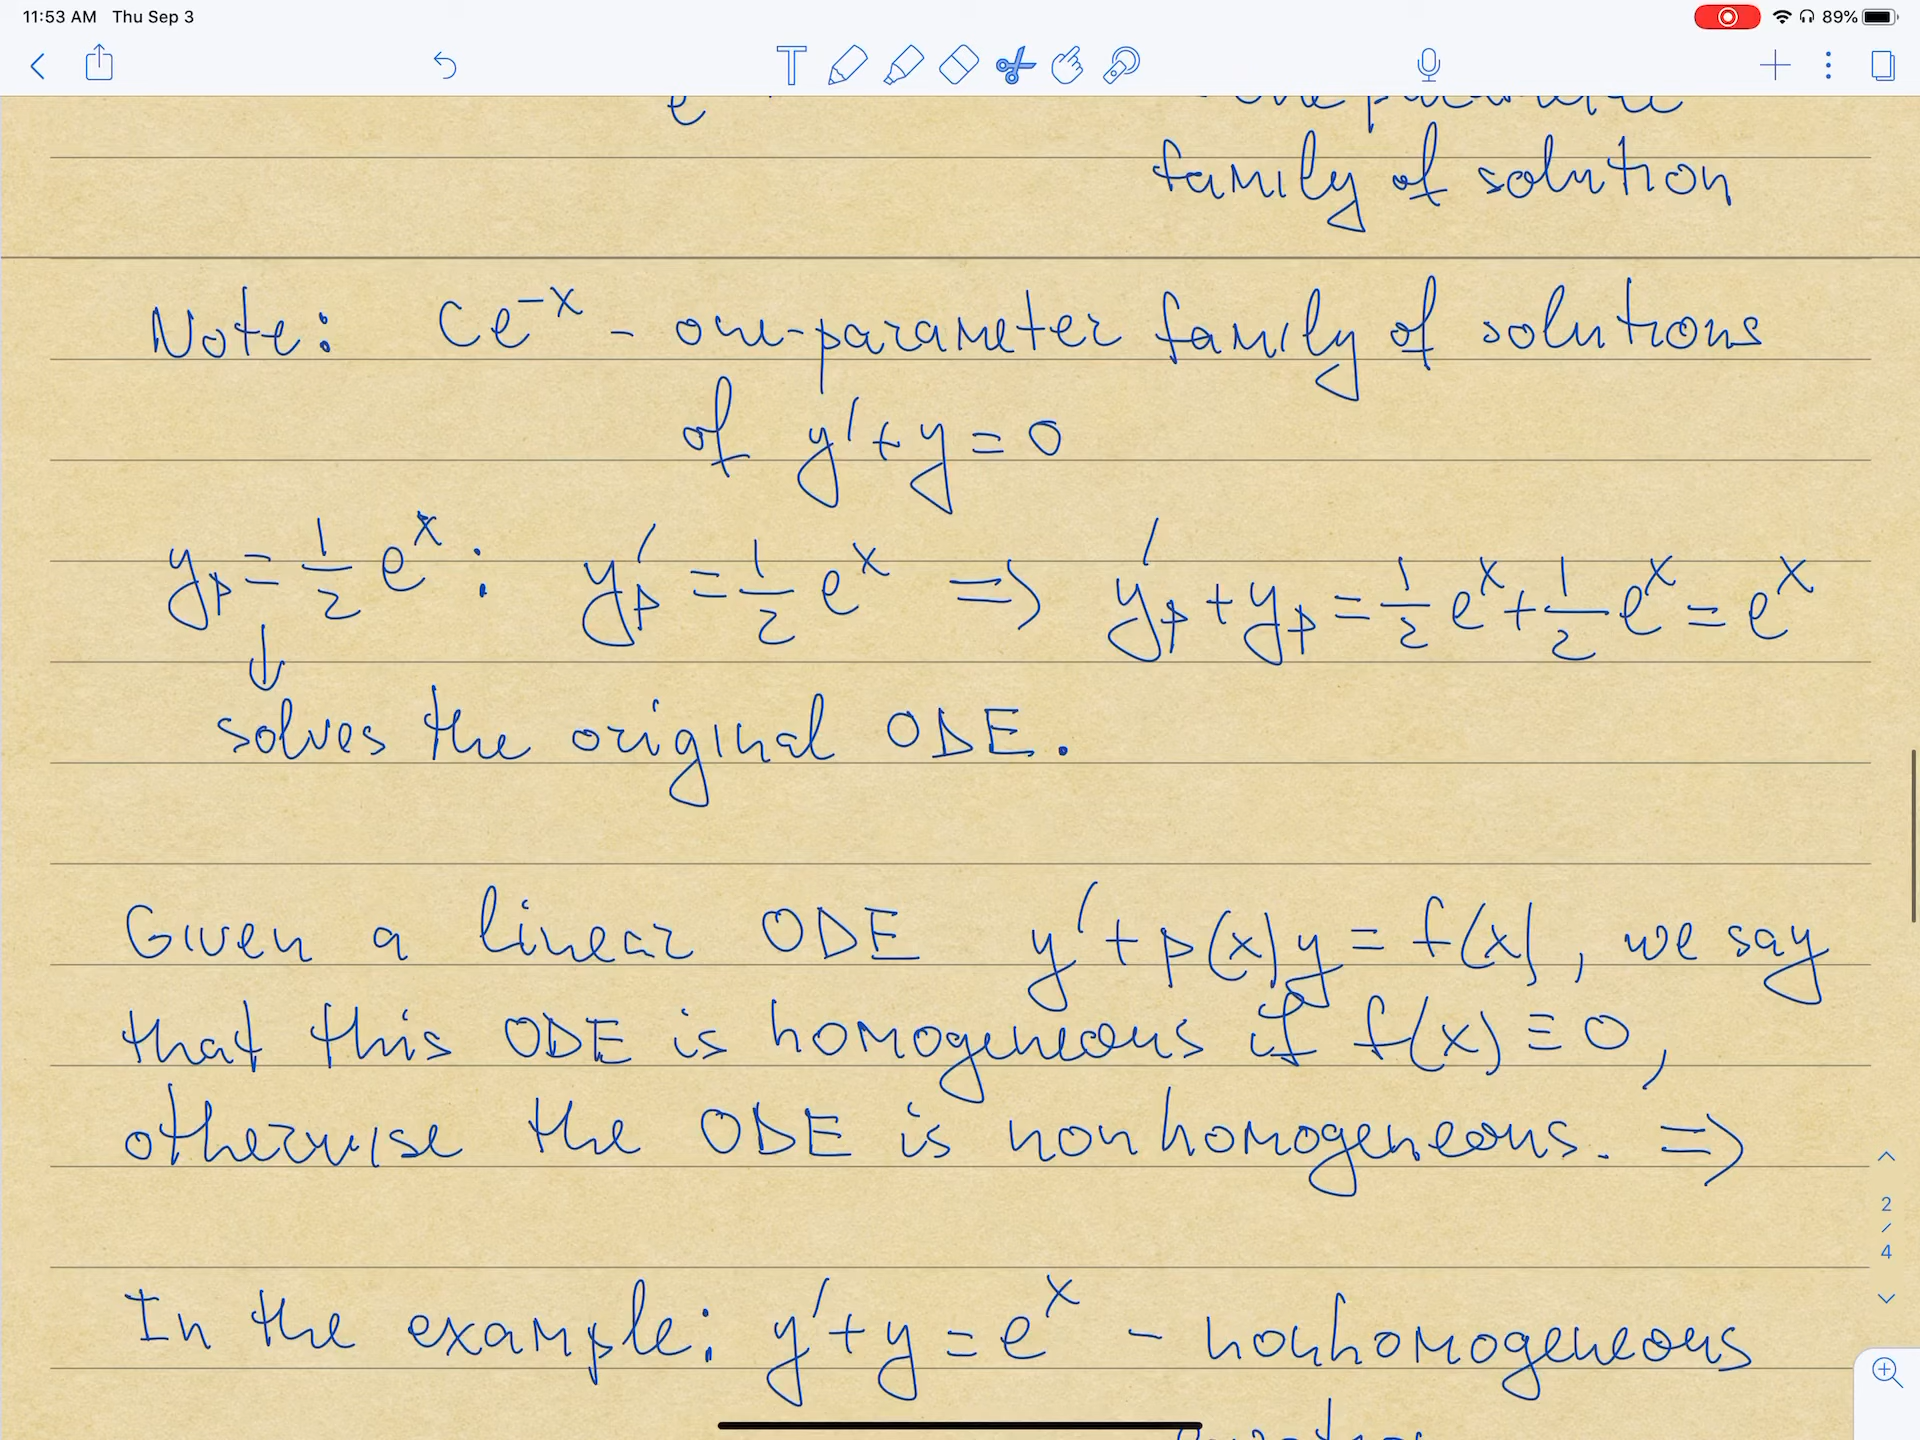 11:53 AM Thu Sep 3 89%
family of solution
Note: Ce^{-x} - one-parameter family of solutions
of y'+y=0
y_p = 1/2 e^x : y_p' = 1/2 e^x => y_p' + y_p = 1/2 e^x + 1/2 e^x = e^x
↓
solves the original ODE.
Given a linear ODE y'+p(x)y = f(x), we say
that this ODE is homogeneous if f(x) ≡ 0,
otherwise the ODE is nonhomogeneous. =>
2
/
4
In the example: y'+y = e^x - nonhomogeneous